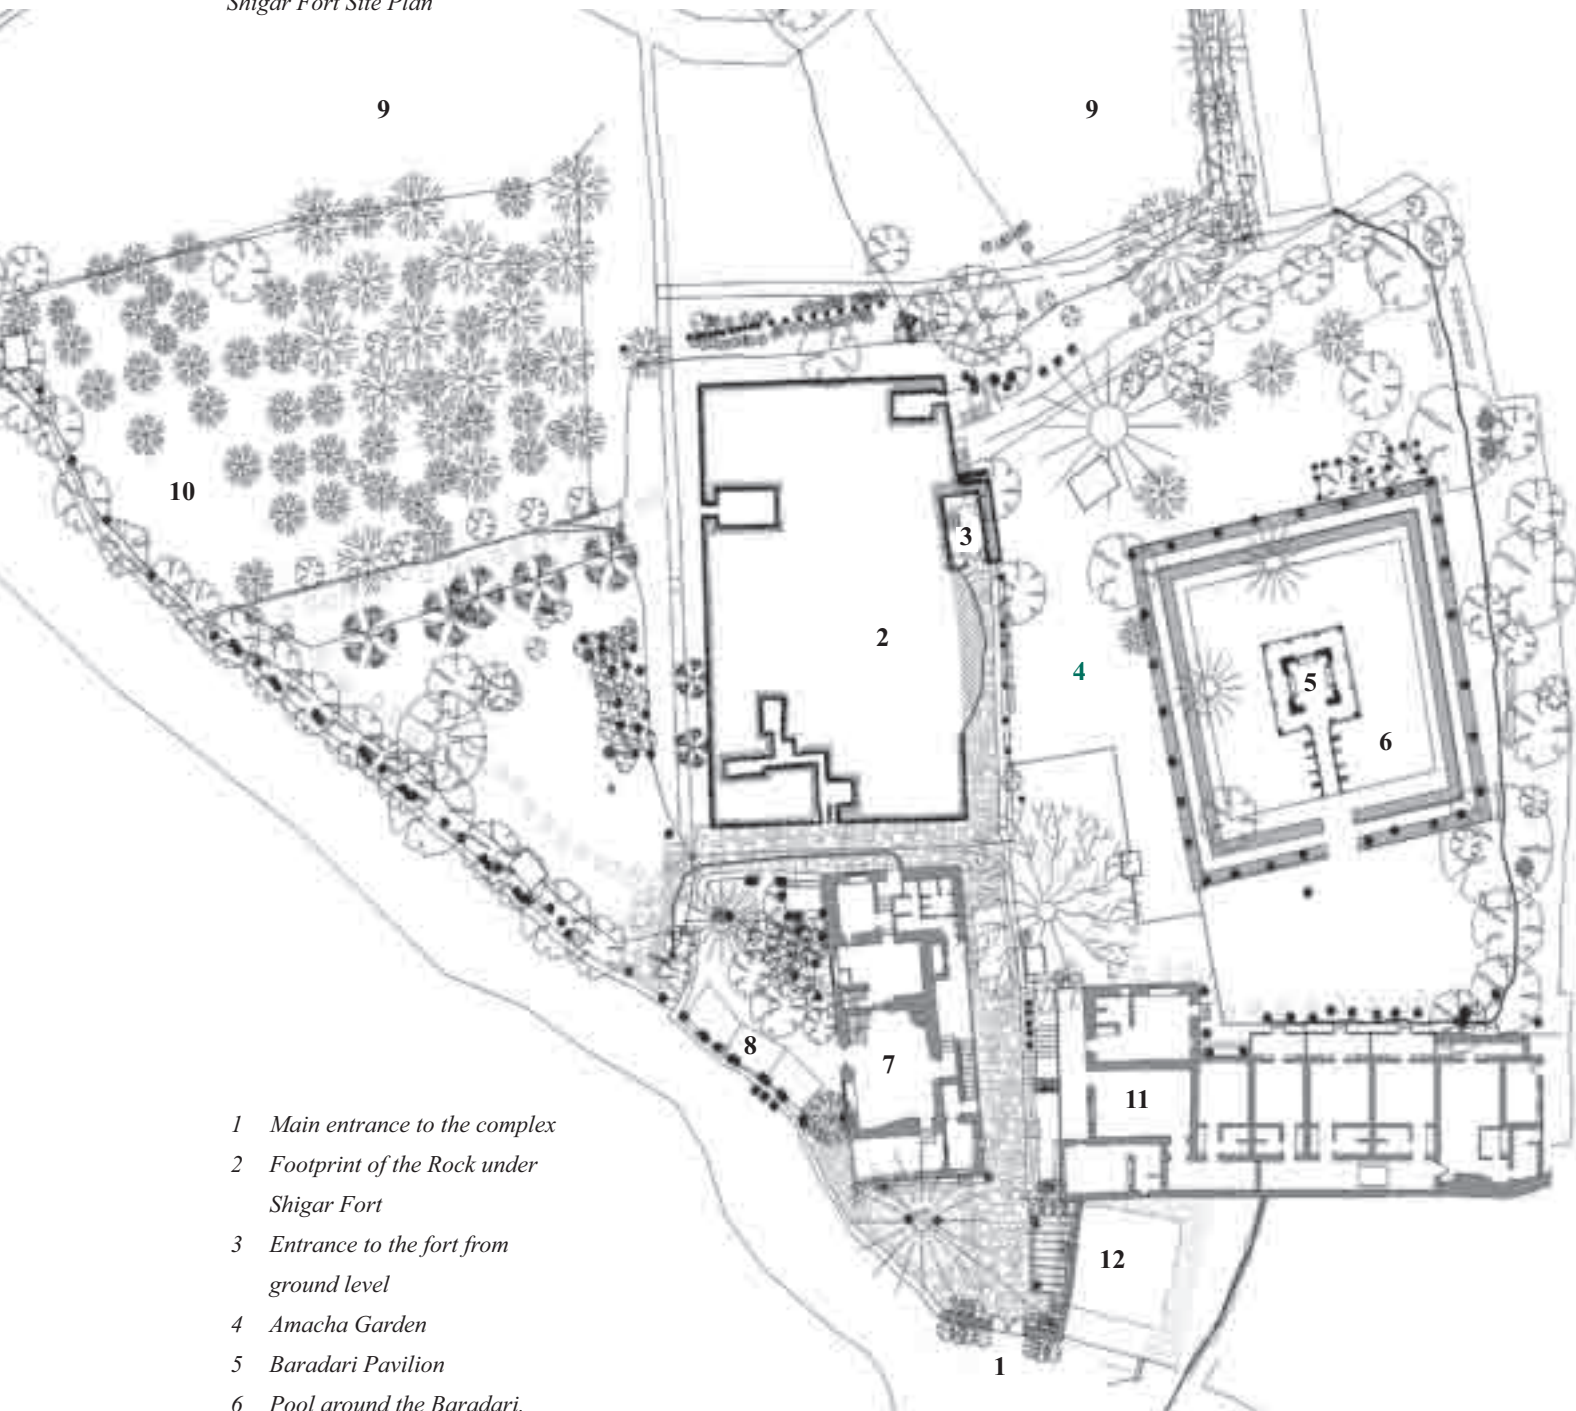 Shigar Fort Site Plan
9
9
10
3
2
4
5
6
8
7
11
12
1
1 Main entrance to the complex
2 Footprint of the Rock under
Shigar Fort
3 Entrance to the fort from
ground level
4 Amacha Garden
5 Baradari Pavilion
6 Pool around the Baradari.